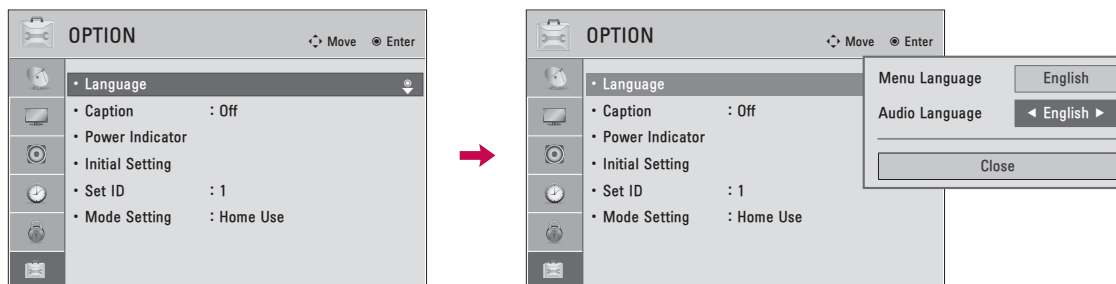 OPTION
Move Enter
• Language
• Caption : Off
• Power Indicator
• Initial Setting
• Set ID : 1
• Mode Setting : Home Use
OPTION
Move Enter
• Language
• Caption : Off
• Power Indicator
• Initial Setting
• Set ID : 1
• Mode Setting : Home Use
Menu Language English
Audio Language ◄ English ►
Close